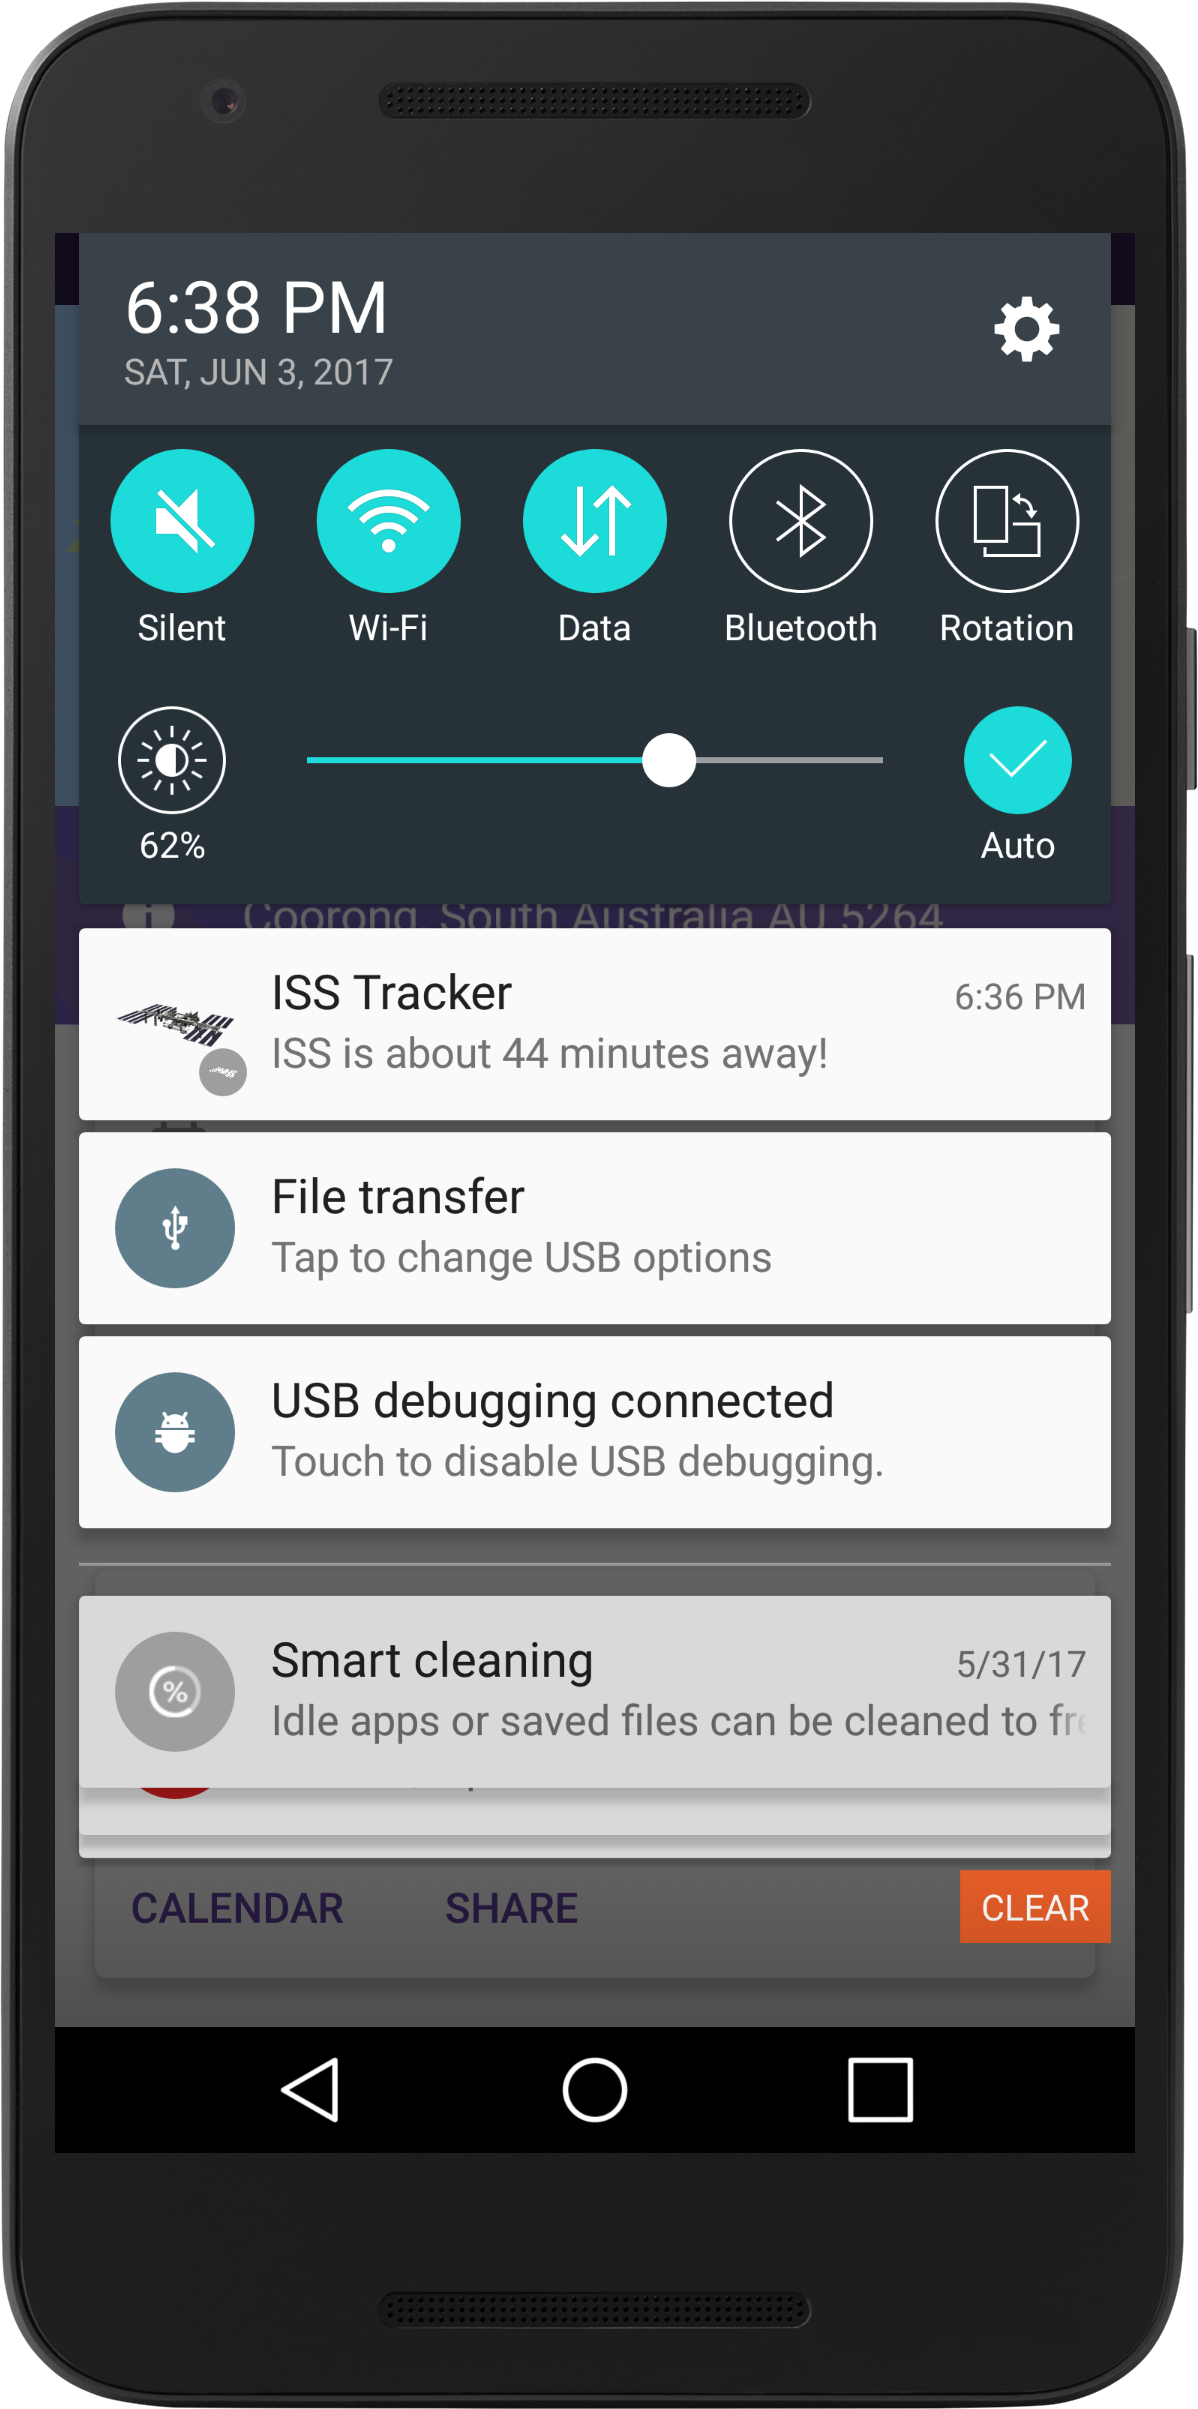 6:38 PM
SAT, JUN 3, 2017
Silent
Wi-Fi
Data
Bluetooth
Rotation
62%
Auto
Coorong, South Australia AU 5264
ISS Tracker
6:36 PM
ISS is about 44 minutes away!
File transfer
Tap to change USB options
USB debugging connected
Touch to disable USB debugging.
%
Smart cleaning
5/31/17
Idle apps or saved files can be cleaned to
CALENDAR
SHARE
CLEAR